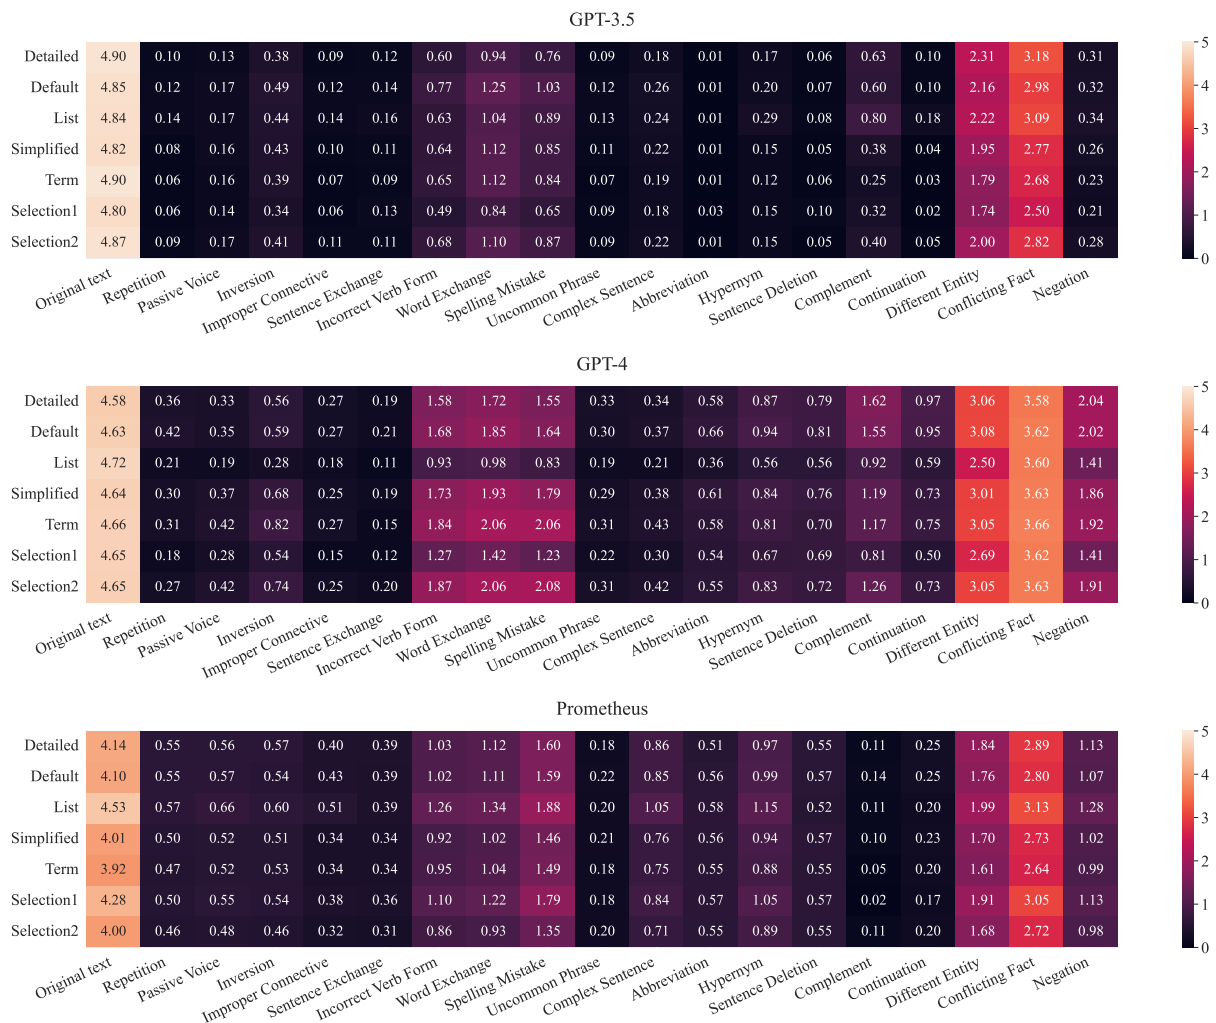 GPT-3.5
Detailed 4.90 0.10 0.13 0.38 0.09 0.12 0.60 0.94 0.76 0.09 0.18 0.01 0.17 0.06 0.63 0.10 2.31 3.18 0.31
Default 4.85 0.12 0.17 0.49 0.12 0.14 0.77 1.25 1.03 0.12 0.26 0.01 0.20 0.07 0.60 0.10 2.16 2.98 0.32
List 4.84 0.14 0.17 0.44 0.14 0.16 0.63 1.04 0.89 0.13 0.24 0.01 0.29 0.08 0.80 0.18 2.22 3.09 0.34
Simplified 4.82 0.08 0.16 0.43 0.10 0.11 0.64 1.12 0.85 0.11 0.22 0.01 0.15 0.05 0.38 0.04 1.95 2.77 0.26
Term 4.90 0.06 0.16 0.39 0.07 0.09 0.65 1.12 0.84 0.07 0.19 0.01 0.12 0.06 0.25 0.03 1.79 2.68 0.23
Selection1 4.80 0.06 0.14 0.34 0.06 0.13 0.49 0.84 0.65 0.09 0.18 0.03 0.15 0.10 0.32 0.02 1.74 2.50 0.21
Selection2 4.87 0.09 0.17 0.41 0.11 0.11 0.68 1.10 0.87 0.09 0.22 0.01 0.15 0.05 0.40 0.05 2.00 2.82 0.28
Original text Repetition Passive Voice Inversion Improper Connective Sentence Exchange Incorrect Verb Form Word Exchange Spelling Mistake Uncommon Phrase Complex Sentence Abbreviation Hypernym Sentence Deletion Complement Continuation Different Entity Conflicting Fact Negation
5
4
3
2
1
0
GPT-4
Detailed 4.58 0.36 0.33 0.56 0.27 0.19 1.58 1.72 1.55 0.33 0.34 0.58 0.87 0.79 1.62 0.97 3.06 3.58 2.04
Default 4.63 0.42 0.35 0.59 0.27 0.21 1.68 1.85 1.64 0.30 0.37 0.66 0.94 0.81 1.55 0.95 3.08 3.62 2.02
List 4.72 0.21 0.19 0.28 0.18 0.11 0.93 0.98 0.83 0.19 0.21 0.36 0.56 0.56 0.92 0.59 2.50 3.60 1.41
Simplified 4.64 0.30 0.37 0.68 0.25 0.19 1.73 1.93 1.79 0.29 0.38 0.61 0.84 0.76 1.19 0.73 3.01 3.63 1.86
Term 4.66 0.31 0.42 0.82 0.27 0.15 1.84 2.06 2.06 0.31 0.43 0.58 0.81 0.70 1.17 0.75 3.05 3.66 1.92
Selection1 4.65 0.18 0.28 0.54 0.15 0.12 1.27 1.42 1.23 0.22 0.30 0.54 0.67 0.69 0.81 0.50 2.69 3.62 1.41
Selection2 4.65 0.27 0.42 0.74 0.25 0.20 1.87 2.06 2.08 0.31 0.42 0.55 0.83 0.72 1.26 0.73 3.05 3.63 1.91
Original text Repetition Passive Voice Inversion Improper Connective Sentence Exchange Incorrect Verb Form Word Exchange Spelling Mistake Uncommon Phrase Complex Sentence Abbreviation Hypernym Sentence Deletion Complement Continuation Different Entity Conflicting Fact Negation
5
4
3
2
1
0
Prometheus
Detailed 4.14 0.55 0.56 0.57 0.40 0.39 1.03 1.12 1.60 0.18 0.86 0.51 0.97 0.55 0.11 0.25 1.84 2.89 1.13
Default 4.10 0.55 0.57 0.54 0.43 0.39 1.02 1.11 1.59 0.22 0.85 0.56 0.99 0.57 0.14 0.25 1.76 2.80 1.07
List 4.53 0.57 0.66 0.60 0.51 0.39 1.26 1.34 1.88 0.20 1.05 0.58 1.15 0.52 0.11 0.20 1.99 3.13 1.28
Simplified 4.01 0.50 0.52 0.51 0.34 0.34 0.92 1.02 1.46 0.21 0.76 0.56 0.94 0.57 0.10 0.23 1.70 2.73 1.02
Term 3.92 0.47 0.52 0.53 0.34 0.34 0.95 1.04 1.49 0.18 0.75 0.55 0.88 0.55 0.05 0.20 1.61 2.64 0.99
Selection1 4.28 0.50 0.55 0.54 0.38 0.36 1.10 1.22 1.79 0.18 0.84 0.57 1.05 0.57 0.02 0.17 1.91 3.05 1.13
Selection2 4.00 0.46 0.48 0.46 0.32 0.31 0.86 0.93 1.35 0.20 0.71 0.55 0.89 0.55 0.11 0.20 1.68 2.72 0.98
Original text Repetition Passive Voice Inversion Improper Connective Sentence Exchange Incorrect Verb Form Word Exchange Spelling Mistake Uncommon Phrase Complex Sentence Abbreviation Hypernym Sentence Deletion Complement Continuation Different Entity Conflicting Fact Negation
5
4
3
2
1
0